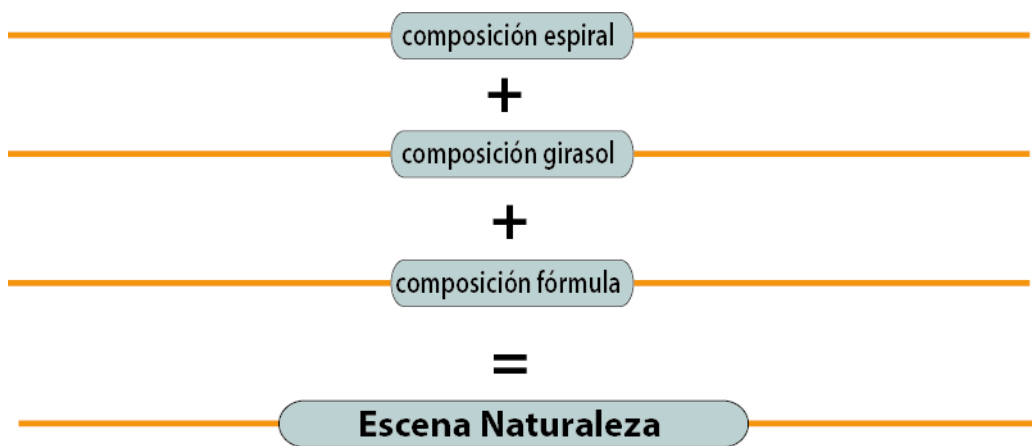 composición espiral
+
composición girasol
+
composición fórmula
=
Escena Naturaleza